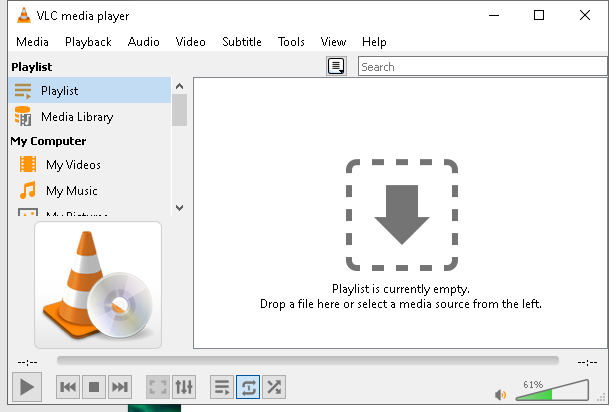 VLC media player
Media Playback Audio Video Subtitle Tools View Help
Playlist
Search
Playlist
Media Library
My Computer
My Videos
My Music
My Pictures
Playlist is currently empty.
Drop a file here or select a media source from the left.
--:-- --:--
61%